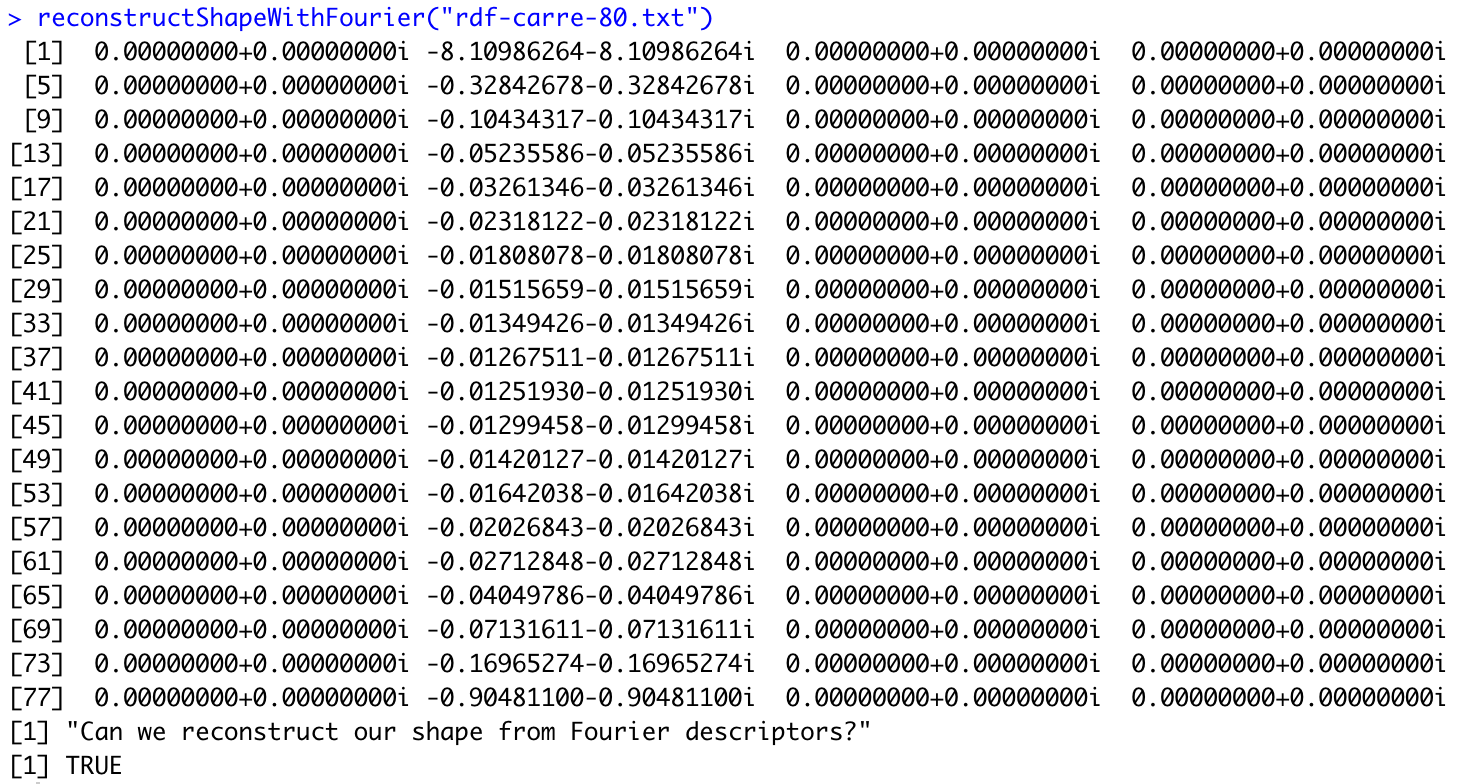 > reconstructShapeWithFourier("rdf-carre-80.txt")
[1] 0.00000000+0.00000000i -8.10986264-8.10986264i 0.00000000+0.00000000i 0.00000000+0.00000000i
[5] 0.00000000+0.00000000i -0.32842678-0.32842678i 0.00000000+0.00000000i 0.00000000+0.00000000i
[9] 0.00000000+0.00000000i -0.10434317-0.10434317i 0.00000000+0.00000000i 0.00000000+0.00000000i
[13] 0.00000000+0.00000000i -0.05235586-0.05235586i 0.00000000+0.00000000i 0.00000000+0.00000000i
[17] 0.00000000+0.00000000i -0.03261346-0.03261346i 0.00000000+0.00000000i 0.00000000+0.00000000i
[21] 0.00000000+0.00000000i -0.02318122-0.02318122i 0.00000000+0.00000000i 0.00000000+0.00000000i
[25] 0.00000000+0.00000000i -0.01808078-0.01808078i 0.00000000+0.00000000i 0.00000000+0.00000000i
[29] 0.00000000+0.00000000i -0.01515659-0.01515659i 0.00000000+0.00000000i 0.00000000+0.00000000i
[33] 0.00000000+0.00000000i -0.01349426-0.01349426i 0.00000000+0.00000000i 0.00000000+0.00000000i
[37] 0.00000000+0.00000000i -0.01267511-0.01267511i 0.00000000+0.00000000i 0.00000000+0.00000000i
[41] 0.00000000+0.00000000i -0.01251930-0.01251930i 0.00000000+0.00000000i 0.00000000+0.00000000i
[45] 0.00000000+0.00000000i -0.01299458-0.01299458i 0.00000000+0.00000000i 0.00000000+0.00000000i
[49] 0.00000000+0.00000000i -0.01420127-0.01420127i 0.00000000+0.00000000i 0.00000000+0.00000000i
[53] 0.00000000+0.00000000i -0.01642038-0.01642038i 0.00000000+0.00000000i 0.00000000+0.00000000i
[57] 0.00000000+0.00000000i -0.02026843-0.02026843i 0.00000000+0.00000000i 0.00000000+0.00000000i
[61] 0.00000000+0.00000000i -0.02712848-0.02712848i 0.00000000+0.00000000i 0.00000000+0.00000000i
[65] 0.00000000+0.00000000i -0.04049786-0.04049786i 0.00000000+0.00000000i 0.00000000+0.00000000i
[69] 0.00000000+0.00000000i -0.07131611-0.07131611i 0.00000000+0.00000000i 0.00000000+0.00000000i
[73] 0.00000000+0.00000000i -0.16965274-0.16965274i 0.00000000+0.00000000i 0.00000000+0.00000000i
[77] 0.00000000+0.00000000i -0.90481100-0.90481100i 0.00000000+0.00000000i 0.00000000+0.00000000i
[1] "Can we reconstruct our shape from Fourier descriptors?"
[1] TRUE